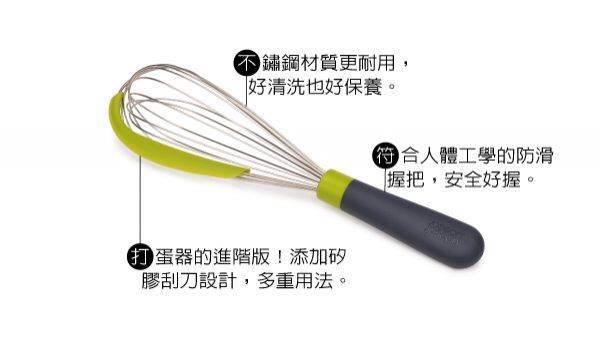 不鏽鋼材質更耐用，
好清洗也好保養。
符合人體工學的防滑
握把，安全好握。
打蛋器的進階版！添加矽
膠刮刀設計，多重用法。